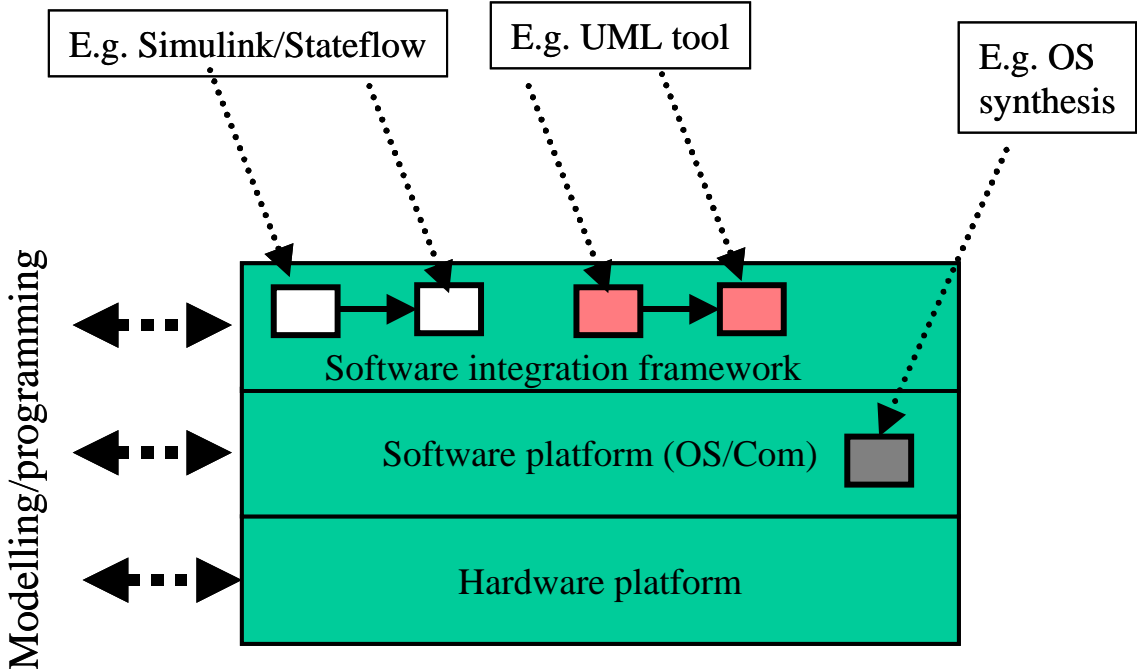 E.g. Simulink/Stateflow
E.g. UML tool
E.g. OS
synthesis
Modelling/programming
Software integration framework
Software platform (OS/Com)
Hardware platform